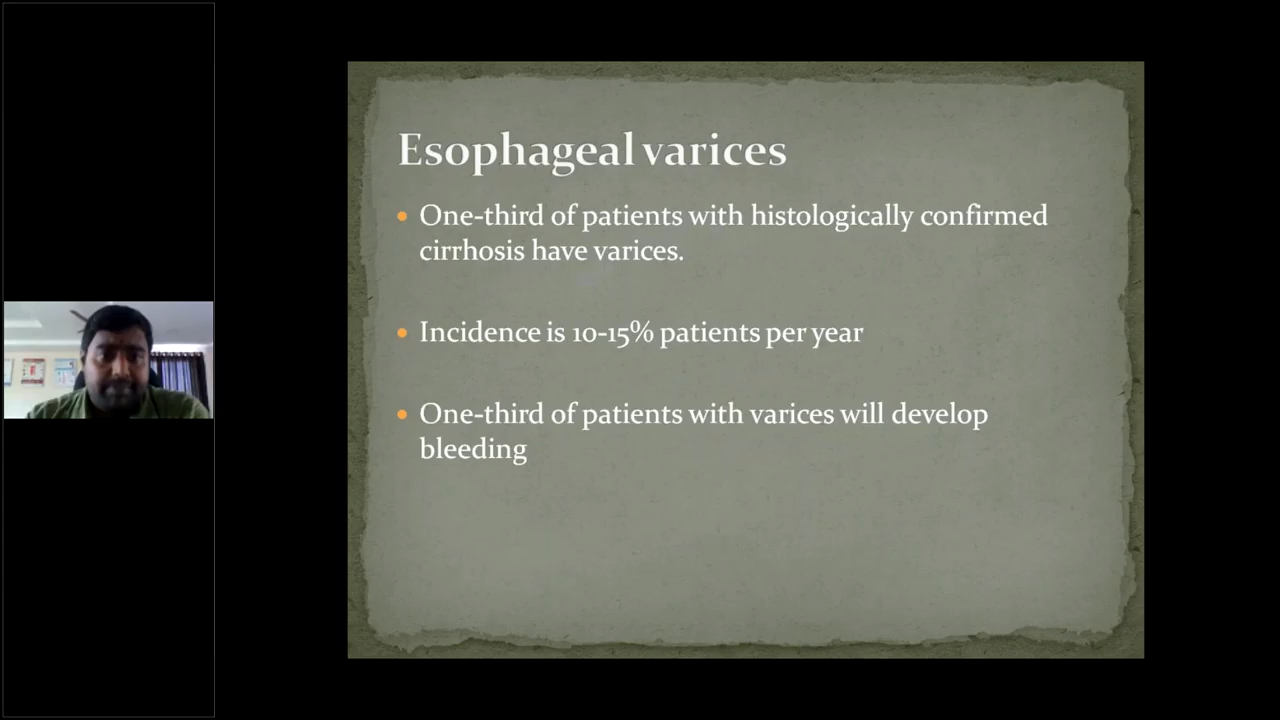 Esophageal varices
• One-third of patients with histologically confirmed
cirrhosis have varices.
• Incidence is 10-15% patients per year
• One-third of patients with varices will develop
bleeding